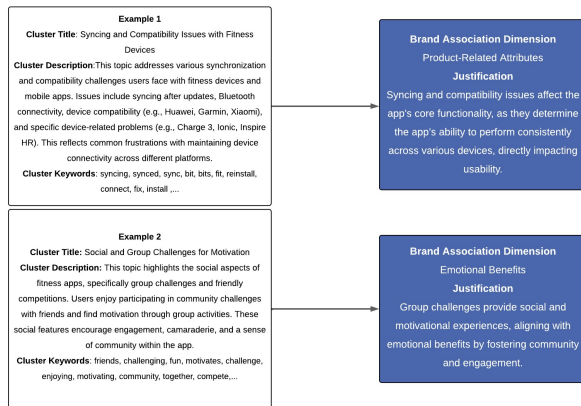 Example 1
Cluster Title: Syncing and Compatibility Issues with Fitness
Devices
Cluster Description:This topic addresses various synchronization
and compatibility challenges users face with fitness devices and
mobile apps. Issues include syncing after updates, Bluetooth
connectivity, device compatibility (e.g., Huawei, Garmin, Xiaomi),
and specific device-related problems (e.g., Charge 3, Ionic, Inspire
HR). This reflects common frustrations with maintaining device
connectivity across different platforms.
Cluster Keywords: syncing, synced, sync, bit, bits, fit, reinstall,
connect, fix, install ,...
Brand Association Dimension
Product-Related Attributes
Justification
Syncing and compatibility issues affect the
app's core functionality, as they determine
the app's ability to perform consistently
across various devices, directly impacting
usability.
Example 2
Cluster Title: Social and Group Challenges for Motivation
Cluster Description: This topic highlights the social aspects of
fitness apps, specifically group challenges and friendly
competitions. Users enjoy participating in community challenges
with friends and find motivation through group activities. These
social features encourage engagement, camaraderie, and a sense
of community within the app.
Cluster Keywords: friends, challenging, fun, motivates, challenge,
enjoying, motivating, community, together, compete,...
Brand Association Dimension
Emotional Benefits
Justification
Group challenges provide social and
motivational experiences, aligning with
emotional benefits by fostering community
and engagement.